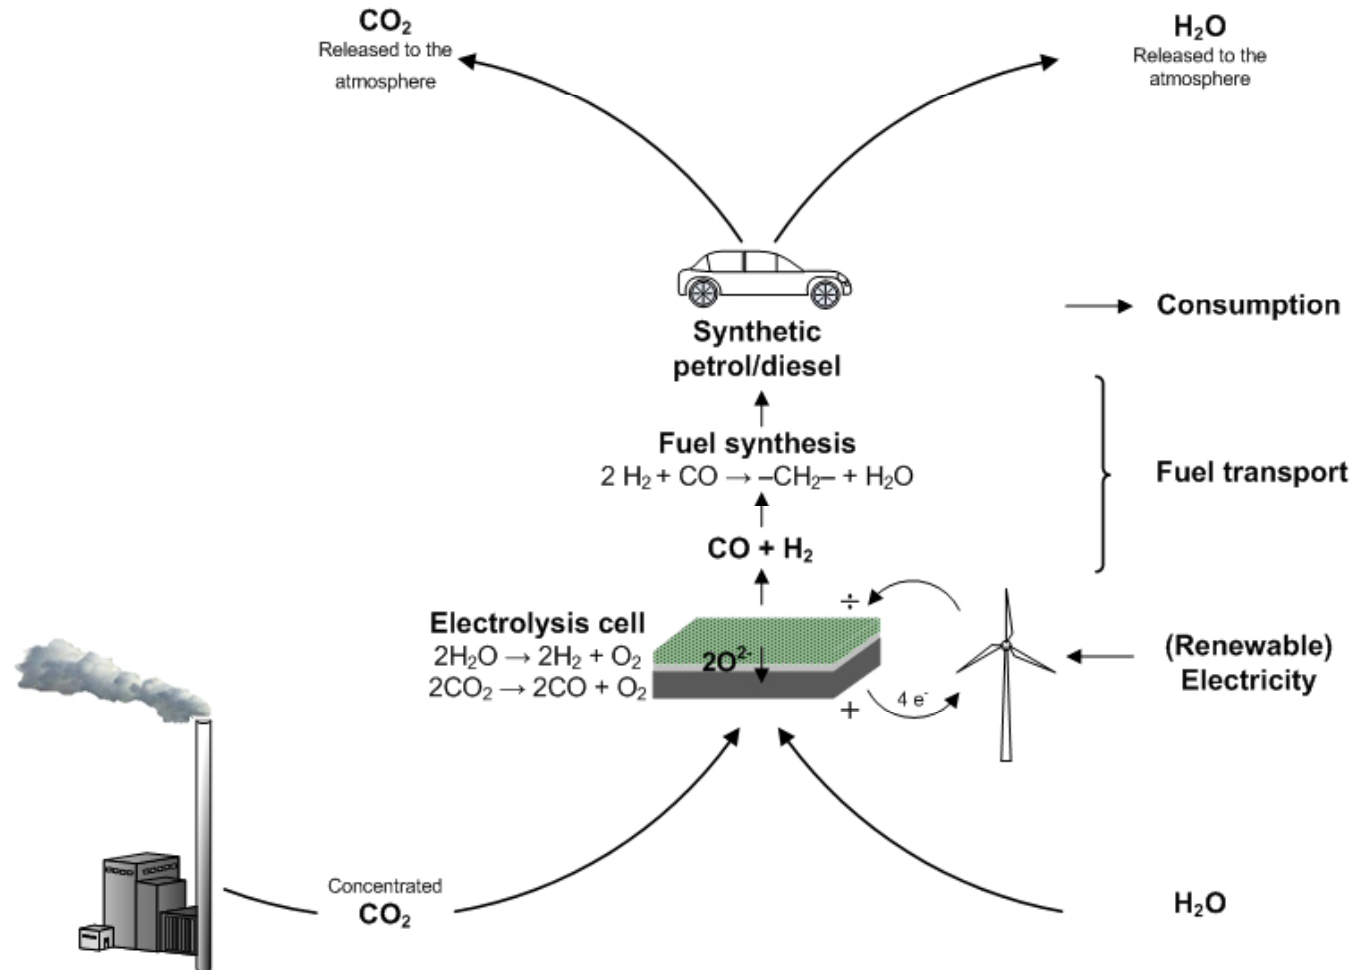 CO₂
Released to the
atmosphere
H₂O
Released to the
atmosphere
Synthetic
petrol/diesel
Consumption
Fuel synthesis
2 H₂ + CO → –CH₂– + H₂O
Fuel transport
CO + H₂
Electrolysis cell
2H₂O → 2H₂ + O₂
2CO₂ → 2CO + O₂
2O²⁻
÷
+
4 e⁻
(Renewable)
Electricity
Concentrated
CO₂
H₂O